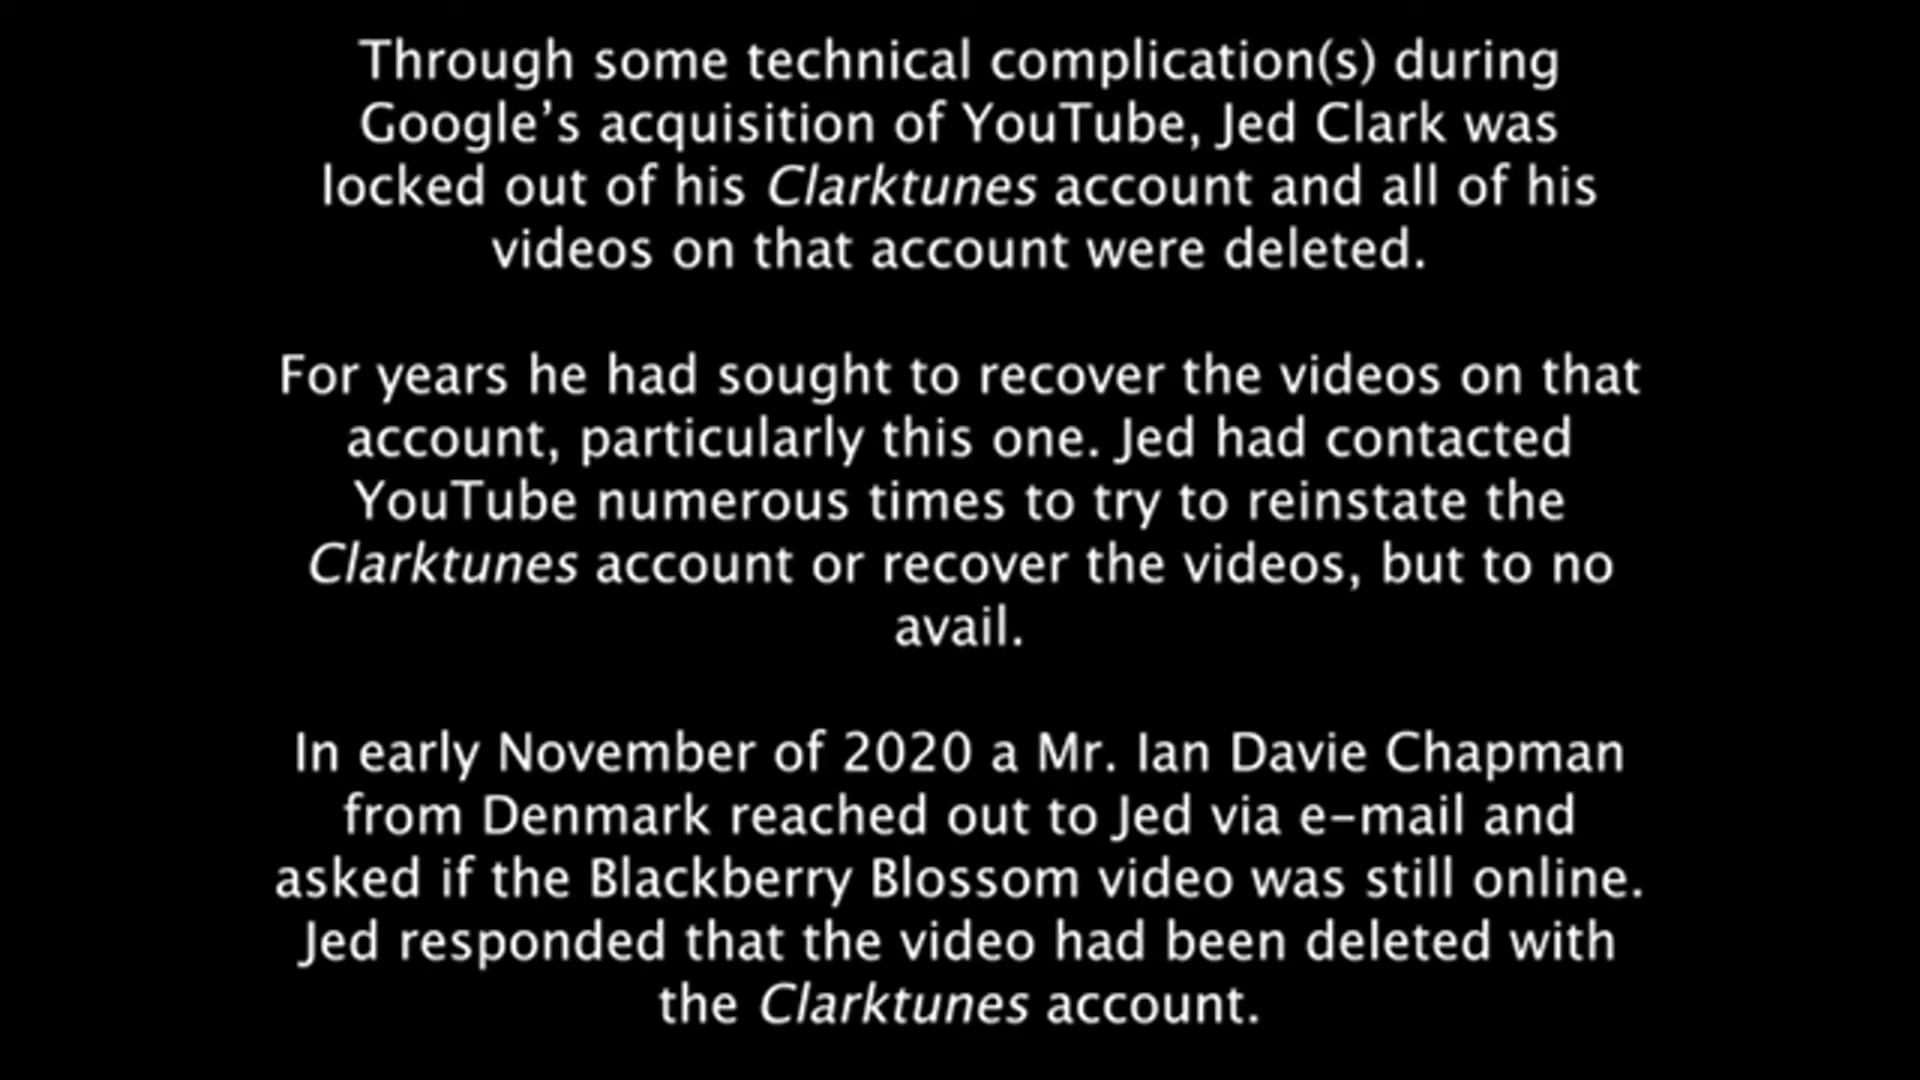 Through some technical complication(s) during
Google’s acquisition of YouTube, Jed Clark was
locked out of his Clarktunes account and all of his
videos on that account were deleted.
For years he had sought to recover the videos on that
account, particularly this one. Jed had contacted
YouTube numerous times to try to reinstate the
Clarktunes account or recover the videos, but to no
avail.
In early November of 2020 a Mr. Ian Davie Chapman
from Denmark reached out to Jed via e-mail and
asked if the Blackberry Blossom video was still online.
Jed responded that the video had been deleted with
the Clarktunes account.